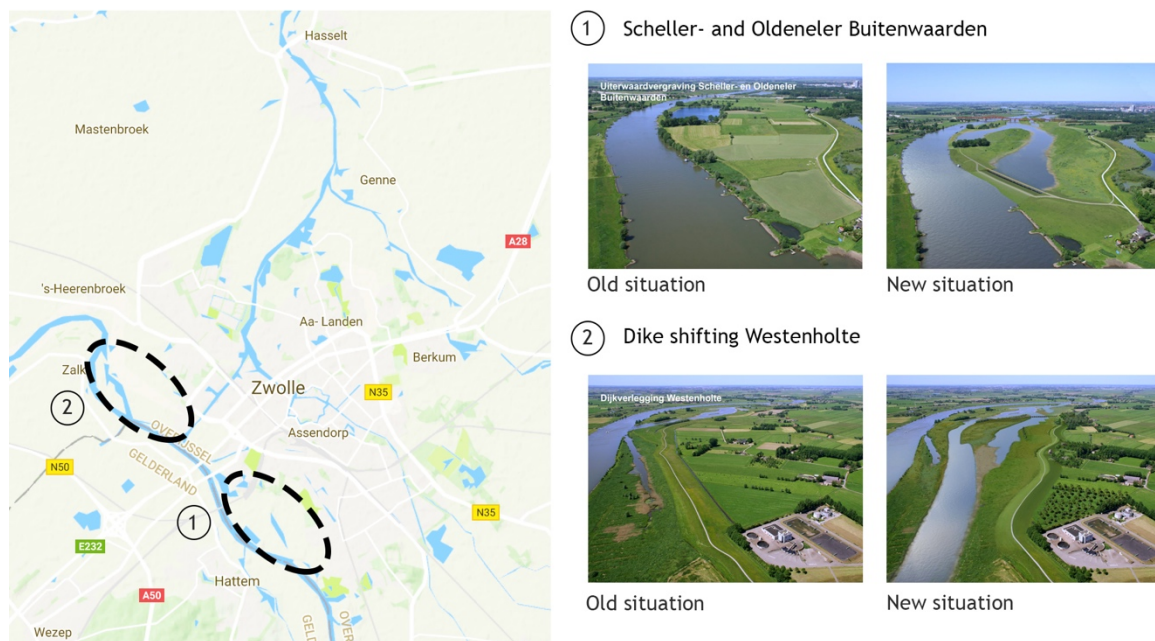 Hasselt
Mastenbroek
Genne
A28
's-Heerenbroek
Aa- Landen
Zalk
Berkum
Zwolle
N35
2
Assendorp
OVERIJSSEL
N50
GELDERLAND
N35
1
E232
Hattem
A50
Wezep
1 Scheller- and Oldeneler Buitenwaarden
Uiterwaardvergraving Scheller- en Oldeneler
Buitenwaarden
Old situation
New situation
2 Dike shifting Westenholte
Dijkverlegging Westenholte
Old situation
New situation